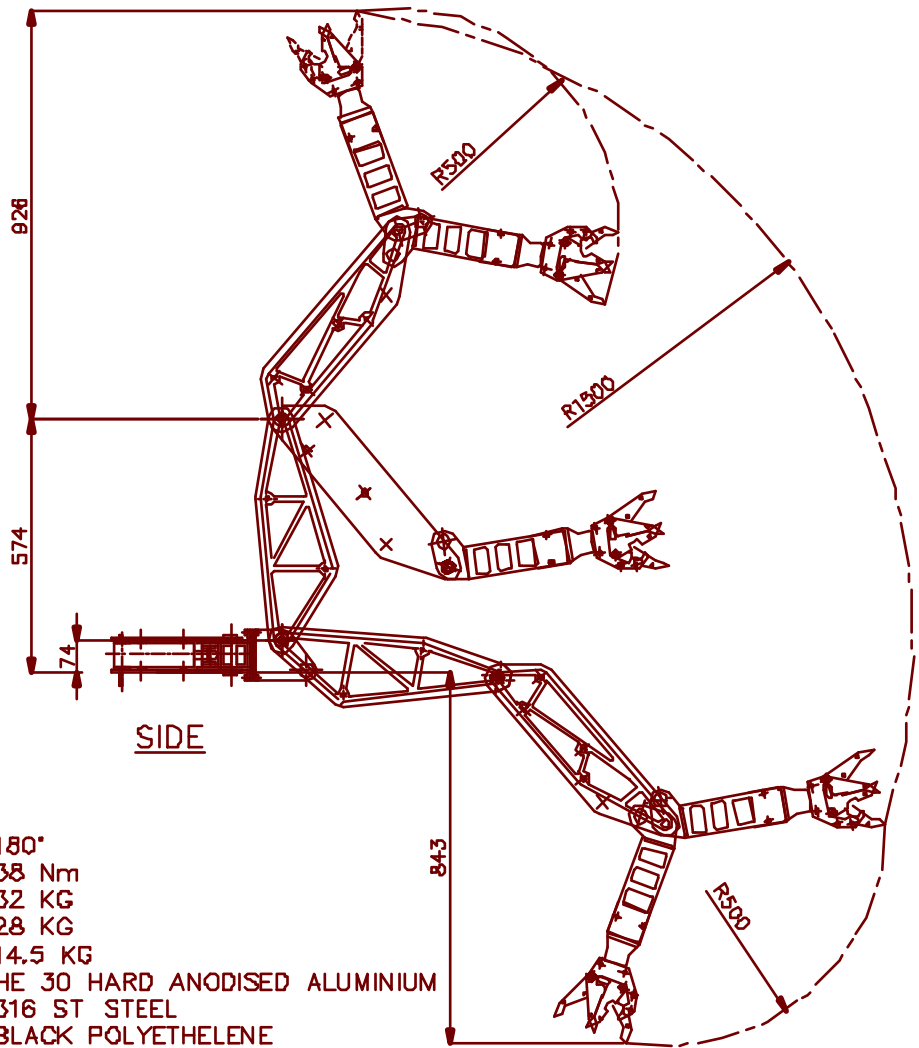 R500
926
R1500
574
74
SIDE
843
R500
180°
38 Nm
32 KG
28 KG
14.5 KG
HE 30 HARD ANODISED ALUMINIUM
316 ST STEEL
BLACK POLYETHELENE